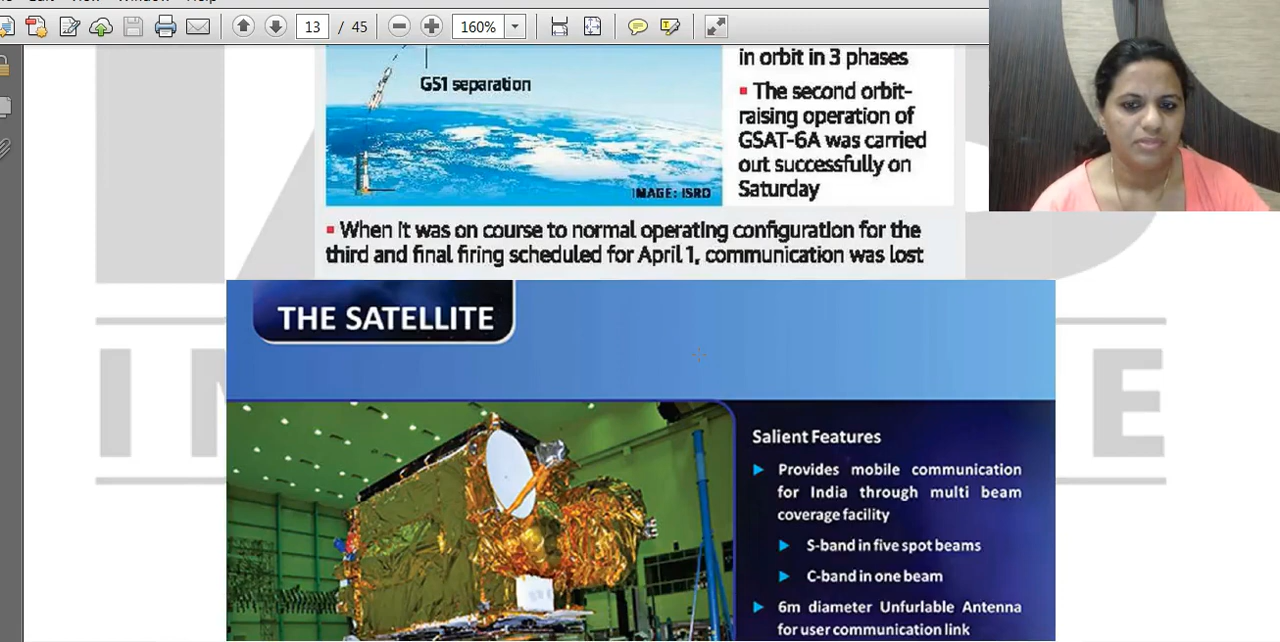 13 / 45
160%
GS1 separation
IMAGE: ISRO
in orbit in 3 phases
The second orbit-
raising operation of
GSAT-6A was carried
out successfully on
Saturday
When it was on course to normal operating configuration for the
third and final firing scheduled for April 1, communication was lost
THE SATELLITE
Salient Features
Provides mobile communication
for India through multi beam
coverage facility
S-band in five spot beams
C-band in one beam
6m diameter Unfurlable Antenna
for user communication link